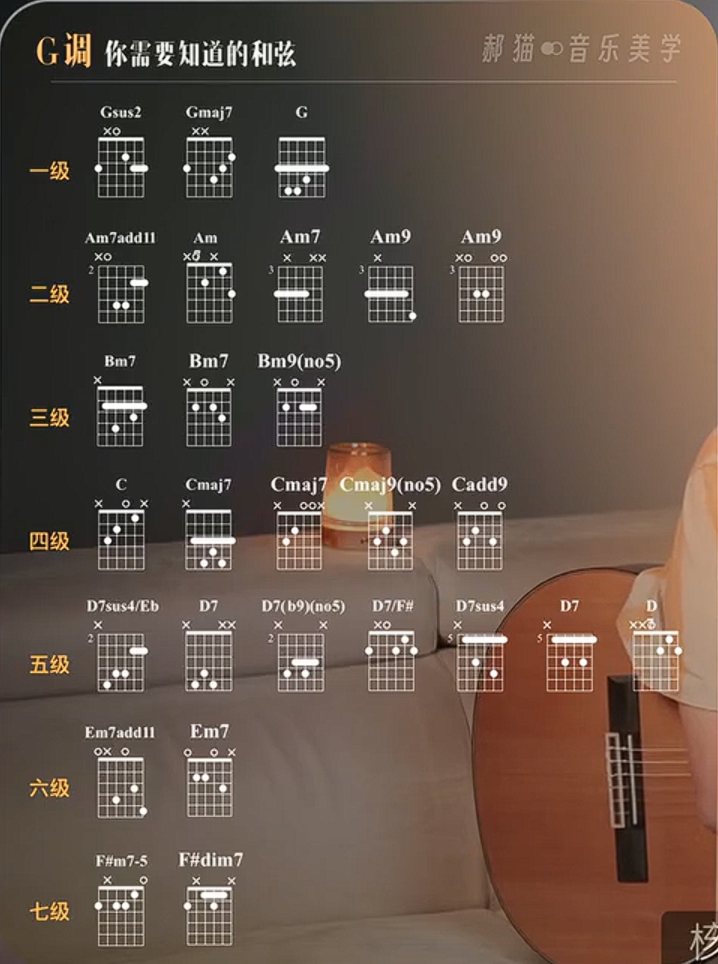 G调 你需要知道的和弦
郝猫 音乐美学
Gsus2 Gmaj7 G
一级
Am7add11 Am Am7 Am9 Am9
2 3 3 3
二级
Bm7 Bm7 Bm9(no5)
三级
C Cmaj7 Cmaj7 Cmaj9(no5) Cadd9
四级
D7sus4/Eb D7 D7(b9)(no5) D7/F# D7sus4 D7 D
2 2 5 5
五级
Em7add11 Em7
六级
F#m7-5 F#dim7
七级